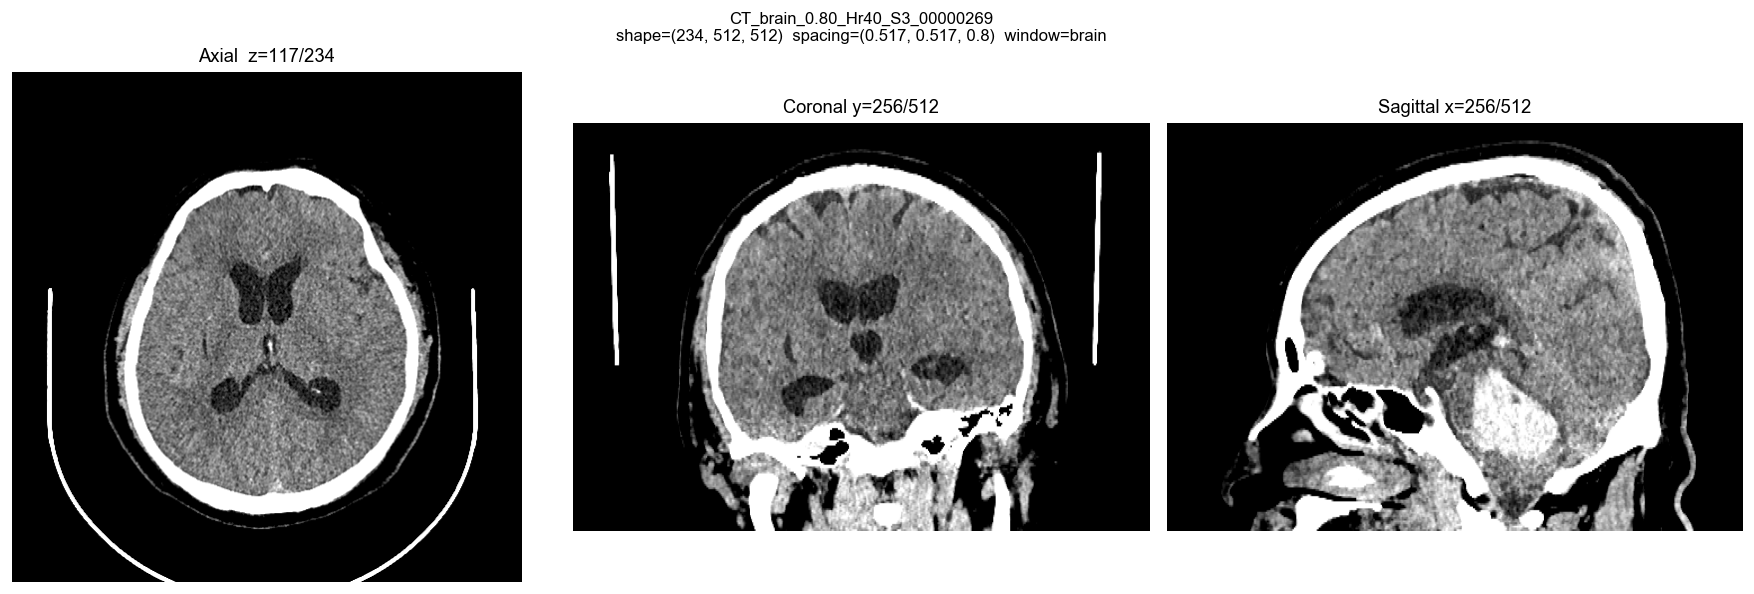 CT_brain_0.80_Hr40_S3_00000269
shape=(234, 512, 512)  spacing=(0.517, 0.517, 0.8)  window=brain
Axial  z=117/234
Coronal y=256/512
Sagittal x=256/512